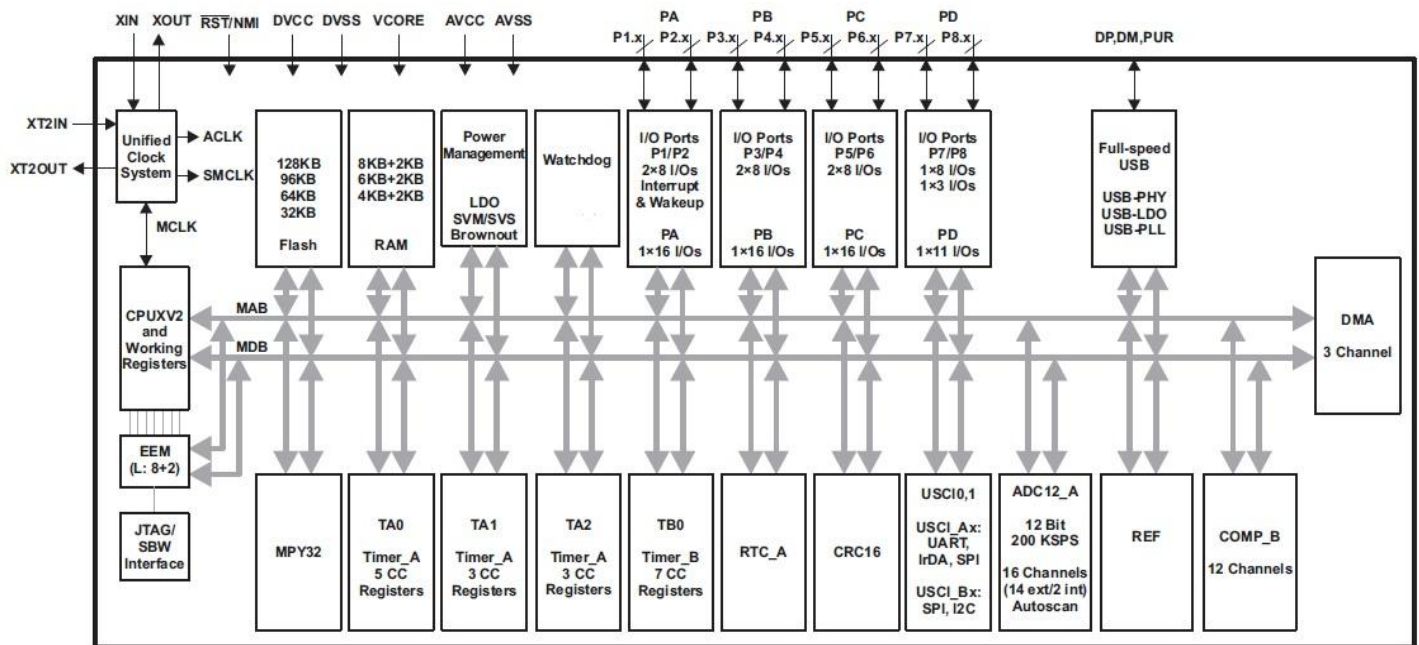 XIN XOUT RST/NMI DVCC DVSS VCORE AVCC AVSS
PA PB PC PD
P1.x P2.x P3.x P4.x P5.x P6.x P7.x P8.x
DP,DM,PUR
XT2IN
XT2OUT
Unified
Clock
System
ACLK
SMCLK
MCLK
128KB
96KB
64KB
32KB
Flash
8KB+2KB
6KB+2KB
4KB+2KB
RAM
Power
Management
LDO
SVM/SVS
Brownout
Watchdog
I/O Ports
P1/P2
2×8 I/Os
Interrupt
& Wakeup
PA
1×16 I/Os
I/O Ports
P3/P4
2×8 I/Os
PB
1×16 I/Os
I/O Ports
P5/P6
2×8 I/Os
PC
1×16 I/Os
I/O Ports
P7/P8
1×8 I/Os
1×3 I/Os
PD
1×11 I/Os
Full-speed
USB
USB-PHY
USB-LDO
USB-PLL
CPUXV2
and
Working
Registers
MAB
MDB
DMA
3 Channel
EEM
(L: 8+2)
JTAG/
SBW
Interface
MPY32
TA0
Timer_A
5 CC
Registers
TA1
Timer_A
3 CC
Registers
TA2
Timer_A
3 CC
Registers
TB0
Timer_B
7 CC
Registers
RTC_A
CRC16
USCI0,1
USCI_Ax:
UART,
IrDA, SPI
USCI_Bx:
SPI, I2C
ADC12_A
12 Bit
200 KSPS
16 Channels
(14 ext/2 int)
Autoscan
REF
COMP_B
12 Channels